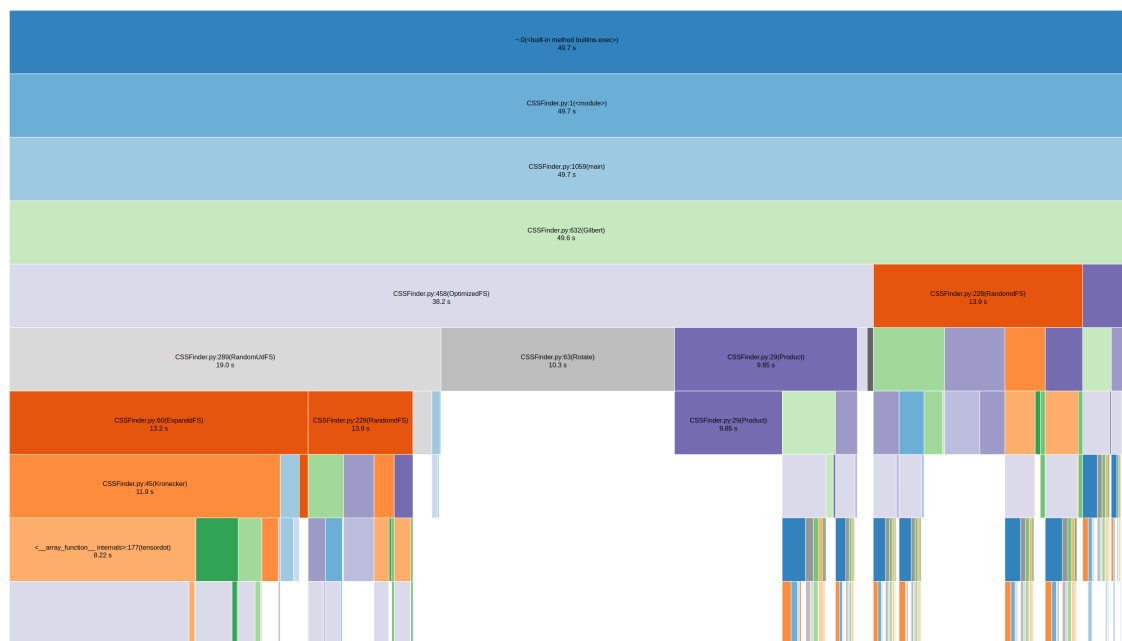 ~:0(<built-in method builtins.exec>)
49.7 s
CSSFinder.py:1(<module>)
49.7 s
CSSFinder.py:1059(main)
49.7 s
CSSFinder.py:632(Gilbert)
49.6 s
CSSFinder.py:458(OptimizedFS)
38.2 s
CSSFinder.py:228(RandomdFS)
13.9 s
CSSFinder.py:289(RandomUdFS)
19.0 s
CSSFinder.py:63(Rotate)
10.3 s
CSSFinder.py:29(Product)
9.85 s
CSSFinder.py:60(ExpanddFS)
13.2 s
CSSFinder.py:228(RandomdFS)
13.9 s
CSSFinder.py:29(Product)
9.85 s
CSSFinder.py:45(Kronecker)
11.9 s
<__array_function__ internals>:177(tensordot)
8.22 s